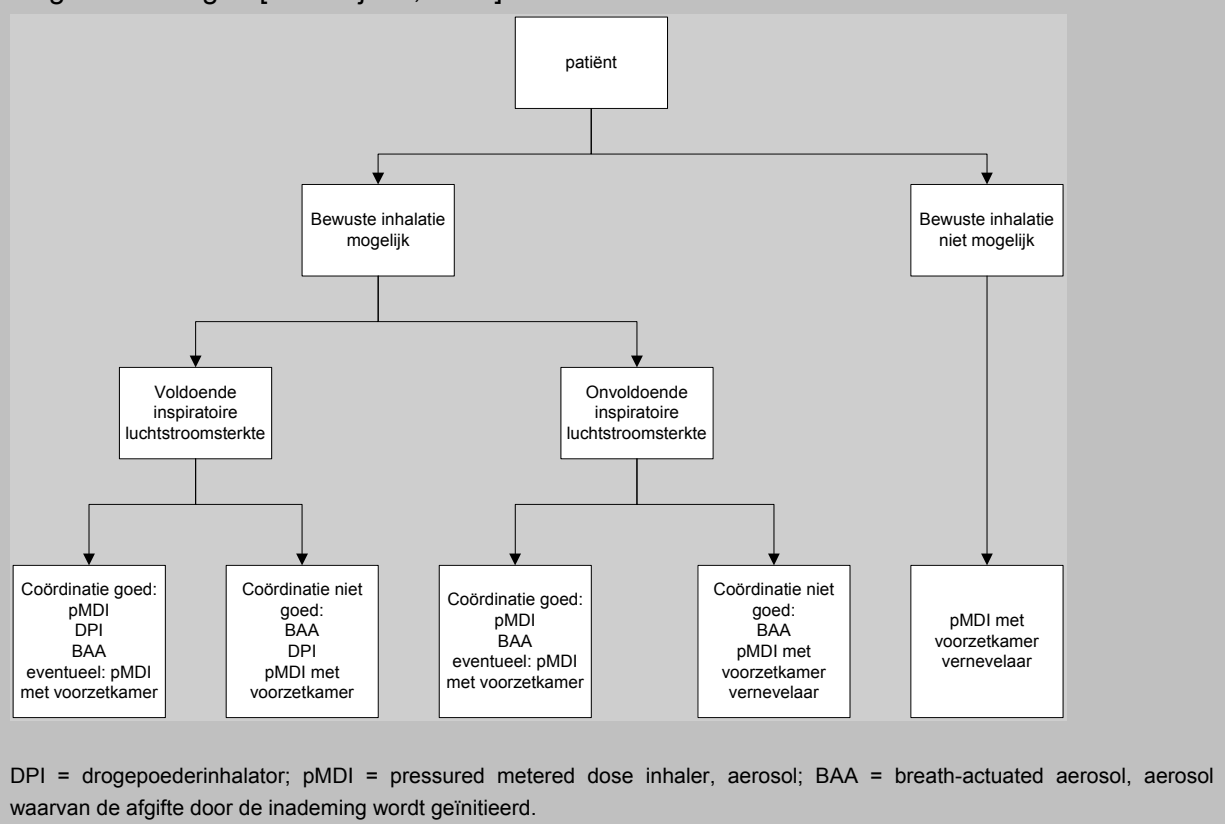 patiënt
Bewuste inhalatie
mogelijk
Bewuste inhalatie
niet mogelijk
Voldoende
inspiratoire
luchtstroomsterkte
Onvoldoende
inspiratoire
luchtstroomsterkte
Coördinatie goed:
pMDI
DPI
BAA
eventueel: pMDI
met voorzetkamer
Coördinatie niet
goed:
BAA
DPI
pMDI met
voorzetkamer
Coördinatie goed:
pMDI
BAA
eventueel: pMDI
met voorzetkamer
Coördinatie niet
goed:
BAA
pMDI met
voorzetkamer
vernevelaar
pMDI met
voorzetkamer
vernevelaar
DPI = drogepoederinhalator; pMDI = pressured metered dose inhaler, aerosol; BAA = breath-actuated aerosol, aerosol
waarvan de afgifte door de inademing wordt geïnitieerd.